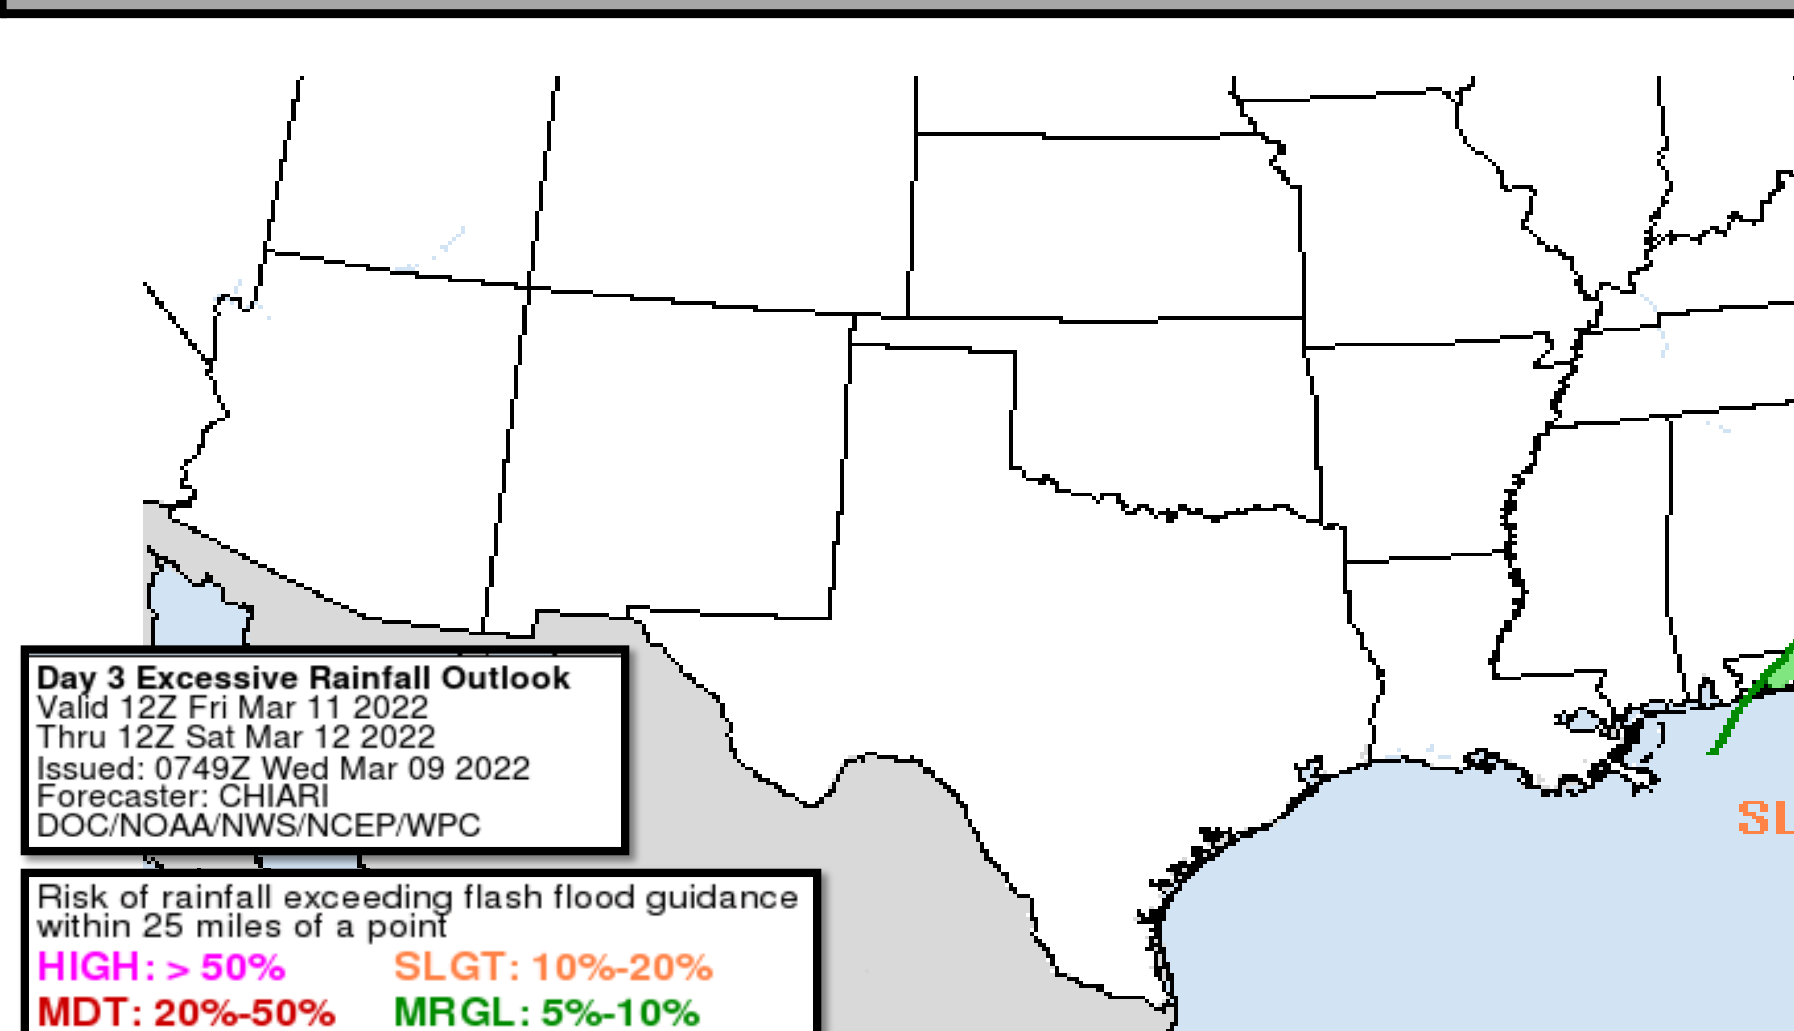 Day 3 Excessive Rainfall Outlook
Valid 12Z Fri Mar 11 2022
Thru 12Z Sat Mar 12 2022
Issued: 0749Z Wed Mar 09 2022
Forecaster: CHIARI
DOC/NOAA/NWS/NCEP/WPC
SL
Risk of rainfall exceeding flash flood guidance
within 25 miles of a point
HIGH: > 50% SLGT: 10%-20%
MDT: 20%-50% MRGL: 5%-10%